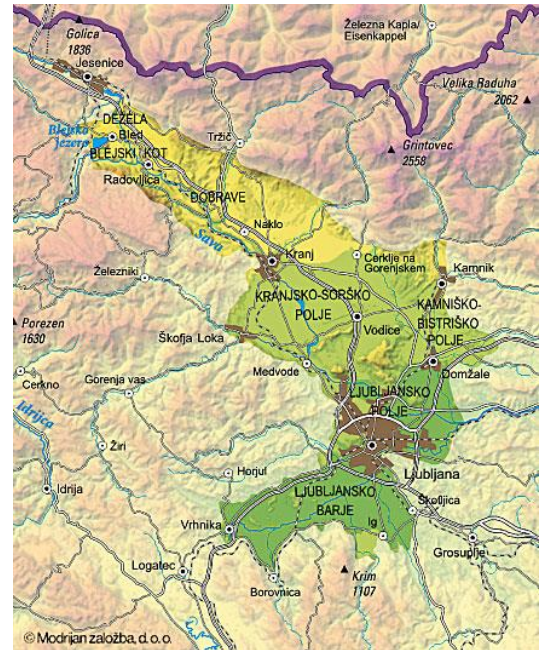 Železna Kapla/
Eisenkappel
Golica
1836
Jesenice
Velika Raduha
2062
DEŽELA
Blejsko
jezero
Bled
Tržič
Grintovec
2558
BLEJSKI KOT
Radovljica
DOBRAVE
Naklo
Sava
Kranj
Cerklje na
Gorenjskem
Kamnik
Železniki
KRANJSKO-SORŠKO
POLJE
KAMNIŠKO-
BISTRIŠKO
POLJE
Porezen
1630
Škofja Loka
Vodice
Medvode
Domžale
Cerkno
Gorenja vas
LJUBLJANSKO
POLJE
Idrijca
Žiri
Ljubljana
Horjul
Idrija
LJUBLJANSKO
BARJE
Škofljica
Vrhnika
Ig
Grosuplje
Logatec
Borovnica
Krim
1107
© Modrijan založba, d. o. o.